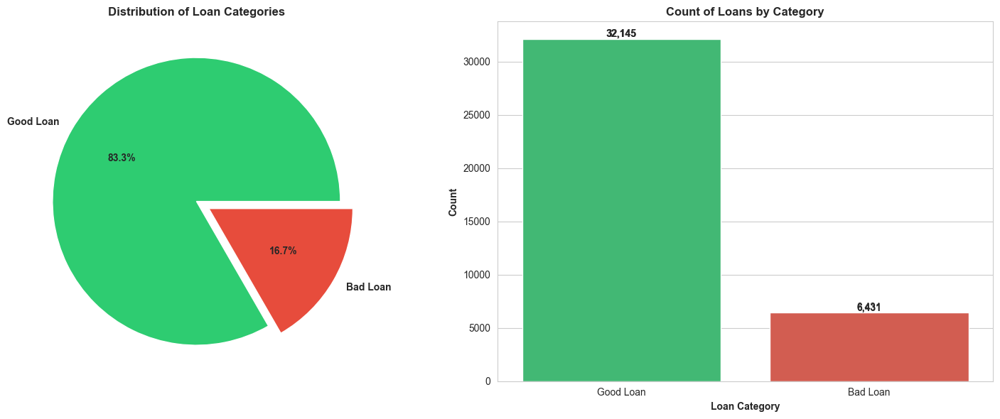 Distribution of Loan Categories
Good Loan
83.3%
16.7%
Bad Loan
Count of Loans by Category
32,145
30000
25000
20000
15000
10000
5000
0
6,431
Count
Good Loan
Bad Loan
Loan Category